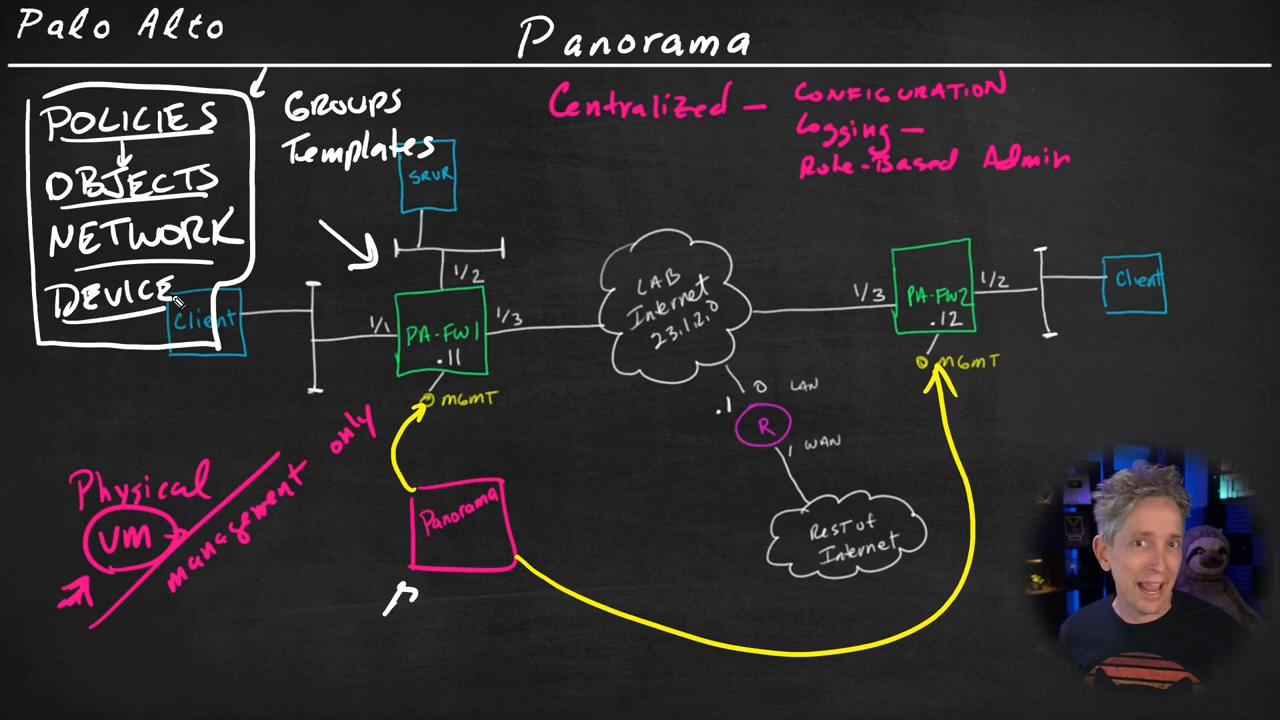 Palo Alto
Panorama
POLICIES
OBJECTS
NETWORK
DEVICE
GROUPS
Templates
Centralized – CONFIGURATION
Logging –
Role-Based Admin
SRVR
1/2
Client
1/1
PA-FW1
.11
1/3
MGMT
LAB
Internet
23.1.2.0
1/3
PA-FW2
.12
1/2
Client
MGMT
0 LAN
.1
R
1 WAN
Rest of
Internet
Physical
VM
management only
Panorama